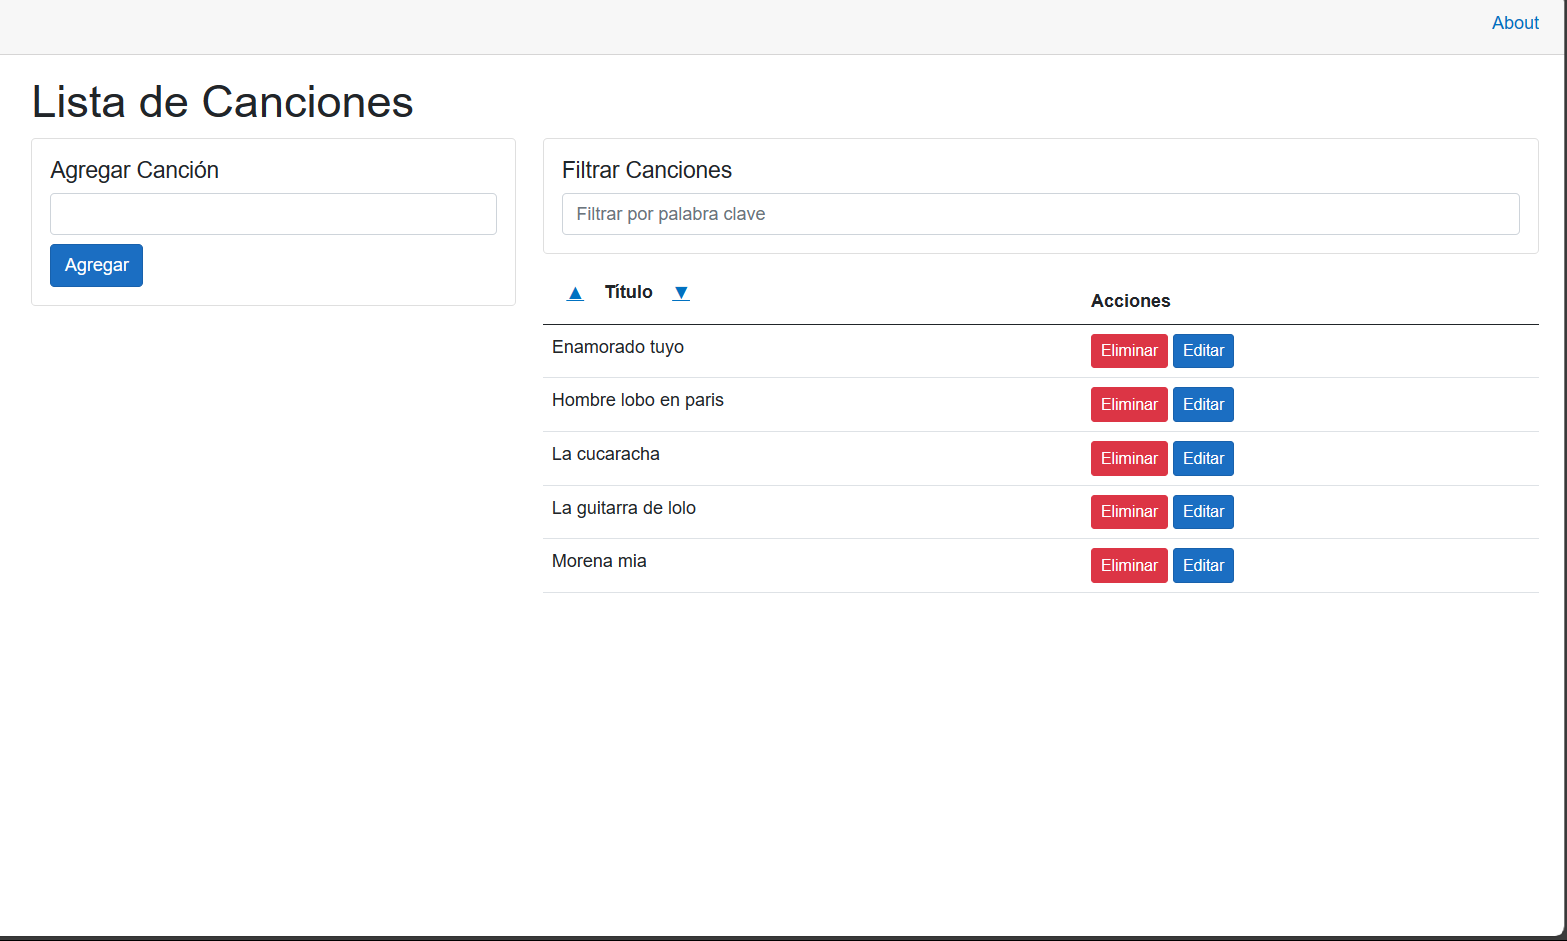 About
Lista de Canciones
Agregar Canción
Agregar
Filtrar Canciones
Filtrar por palabra clave
▲ Título ▼ Acciones
Enamorado tuyo Eliminar Editar
Hombre lobo en paris Eliminar Editar
La cucaracha Eliminar Editar
La guitarra de lolo Eliminar Editar
Morena mia Eliminar Editar